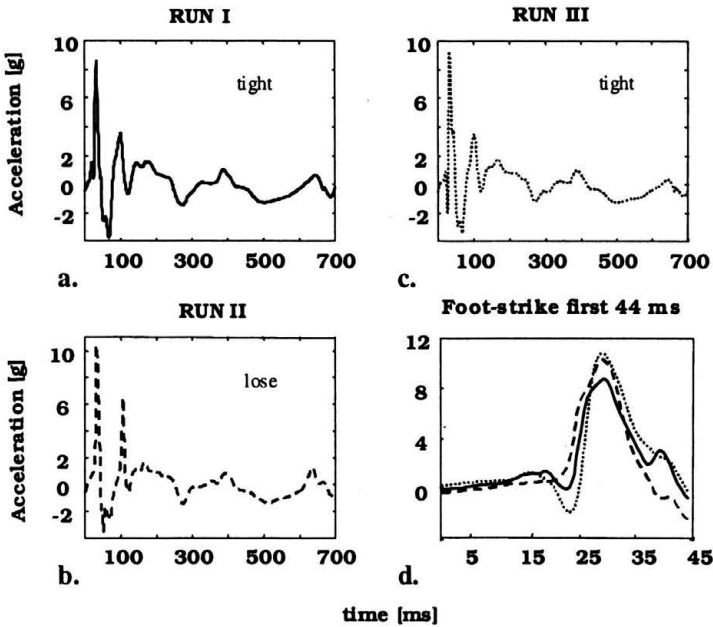 RUN I
RUN III
Acceleration [g]
10
6
2
0
-2
tight
100
300
500
700
a.
10
6
2
0
-2
tight
100
300
500
700
c.
RUN II
Foot-strike first 44 ms
Acceleration [g]
10
6
2
0
-2
lose
100
300
500
700
b.
12
8
4
0
5
15
25
35
45
d.
time [ms]